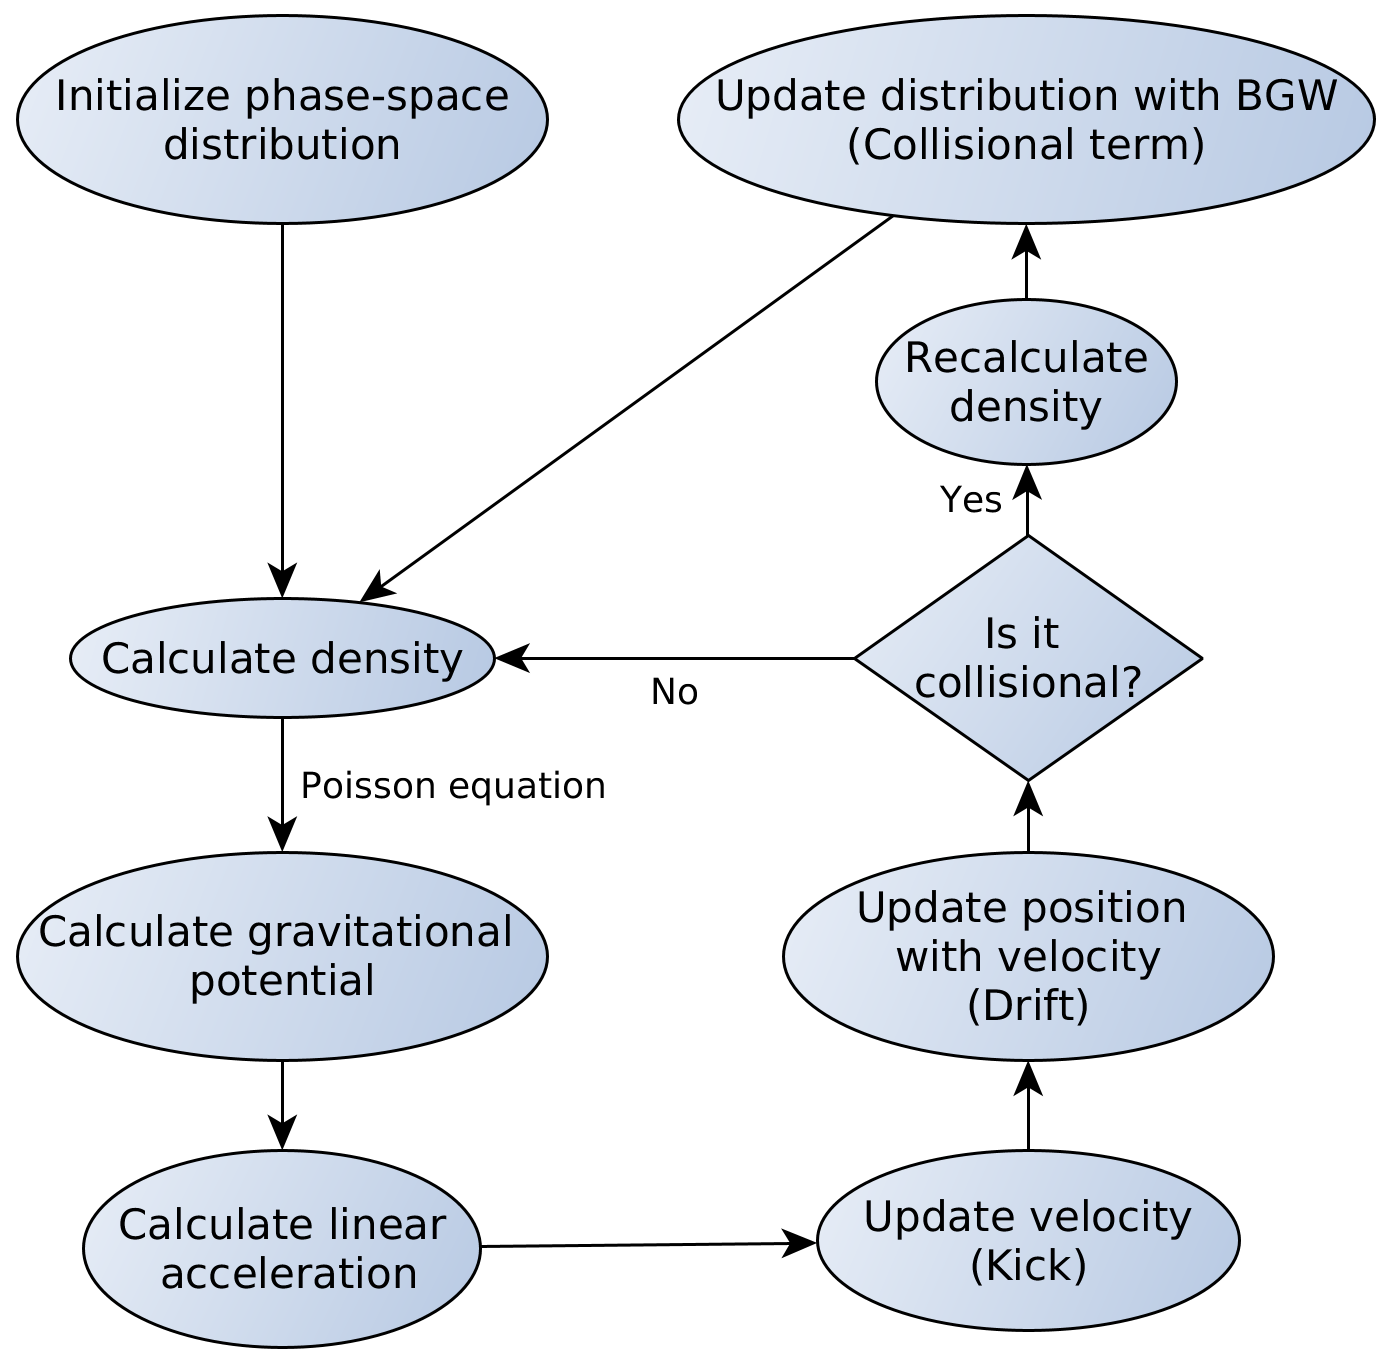 Initialize phase-space
distribution
Update distribution with BGW
(Collisional term)
Recalculate
density
Yes
Is it
collisional?
No
Calculate density
Poisson equation
Calculate gravitational
potential
Update position
with velocity
(Drift)
Calculate linear
acceleration
Update velocity
(Kick)